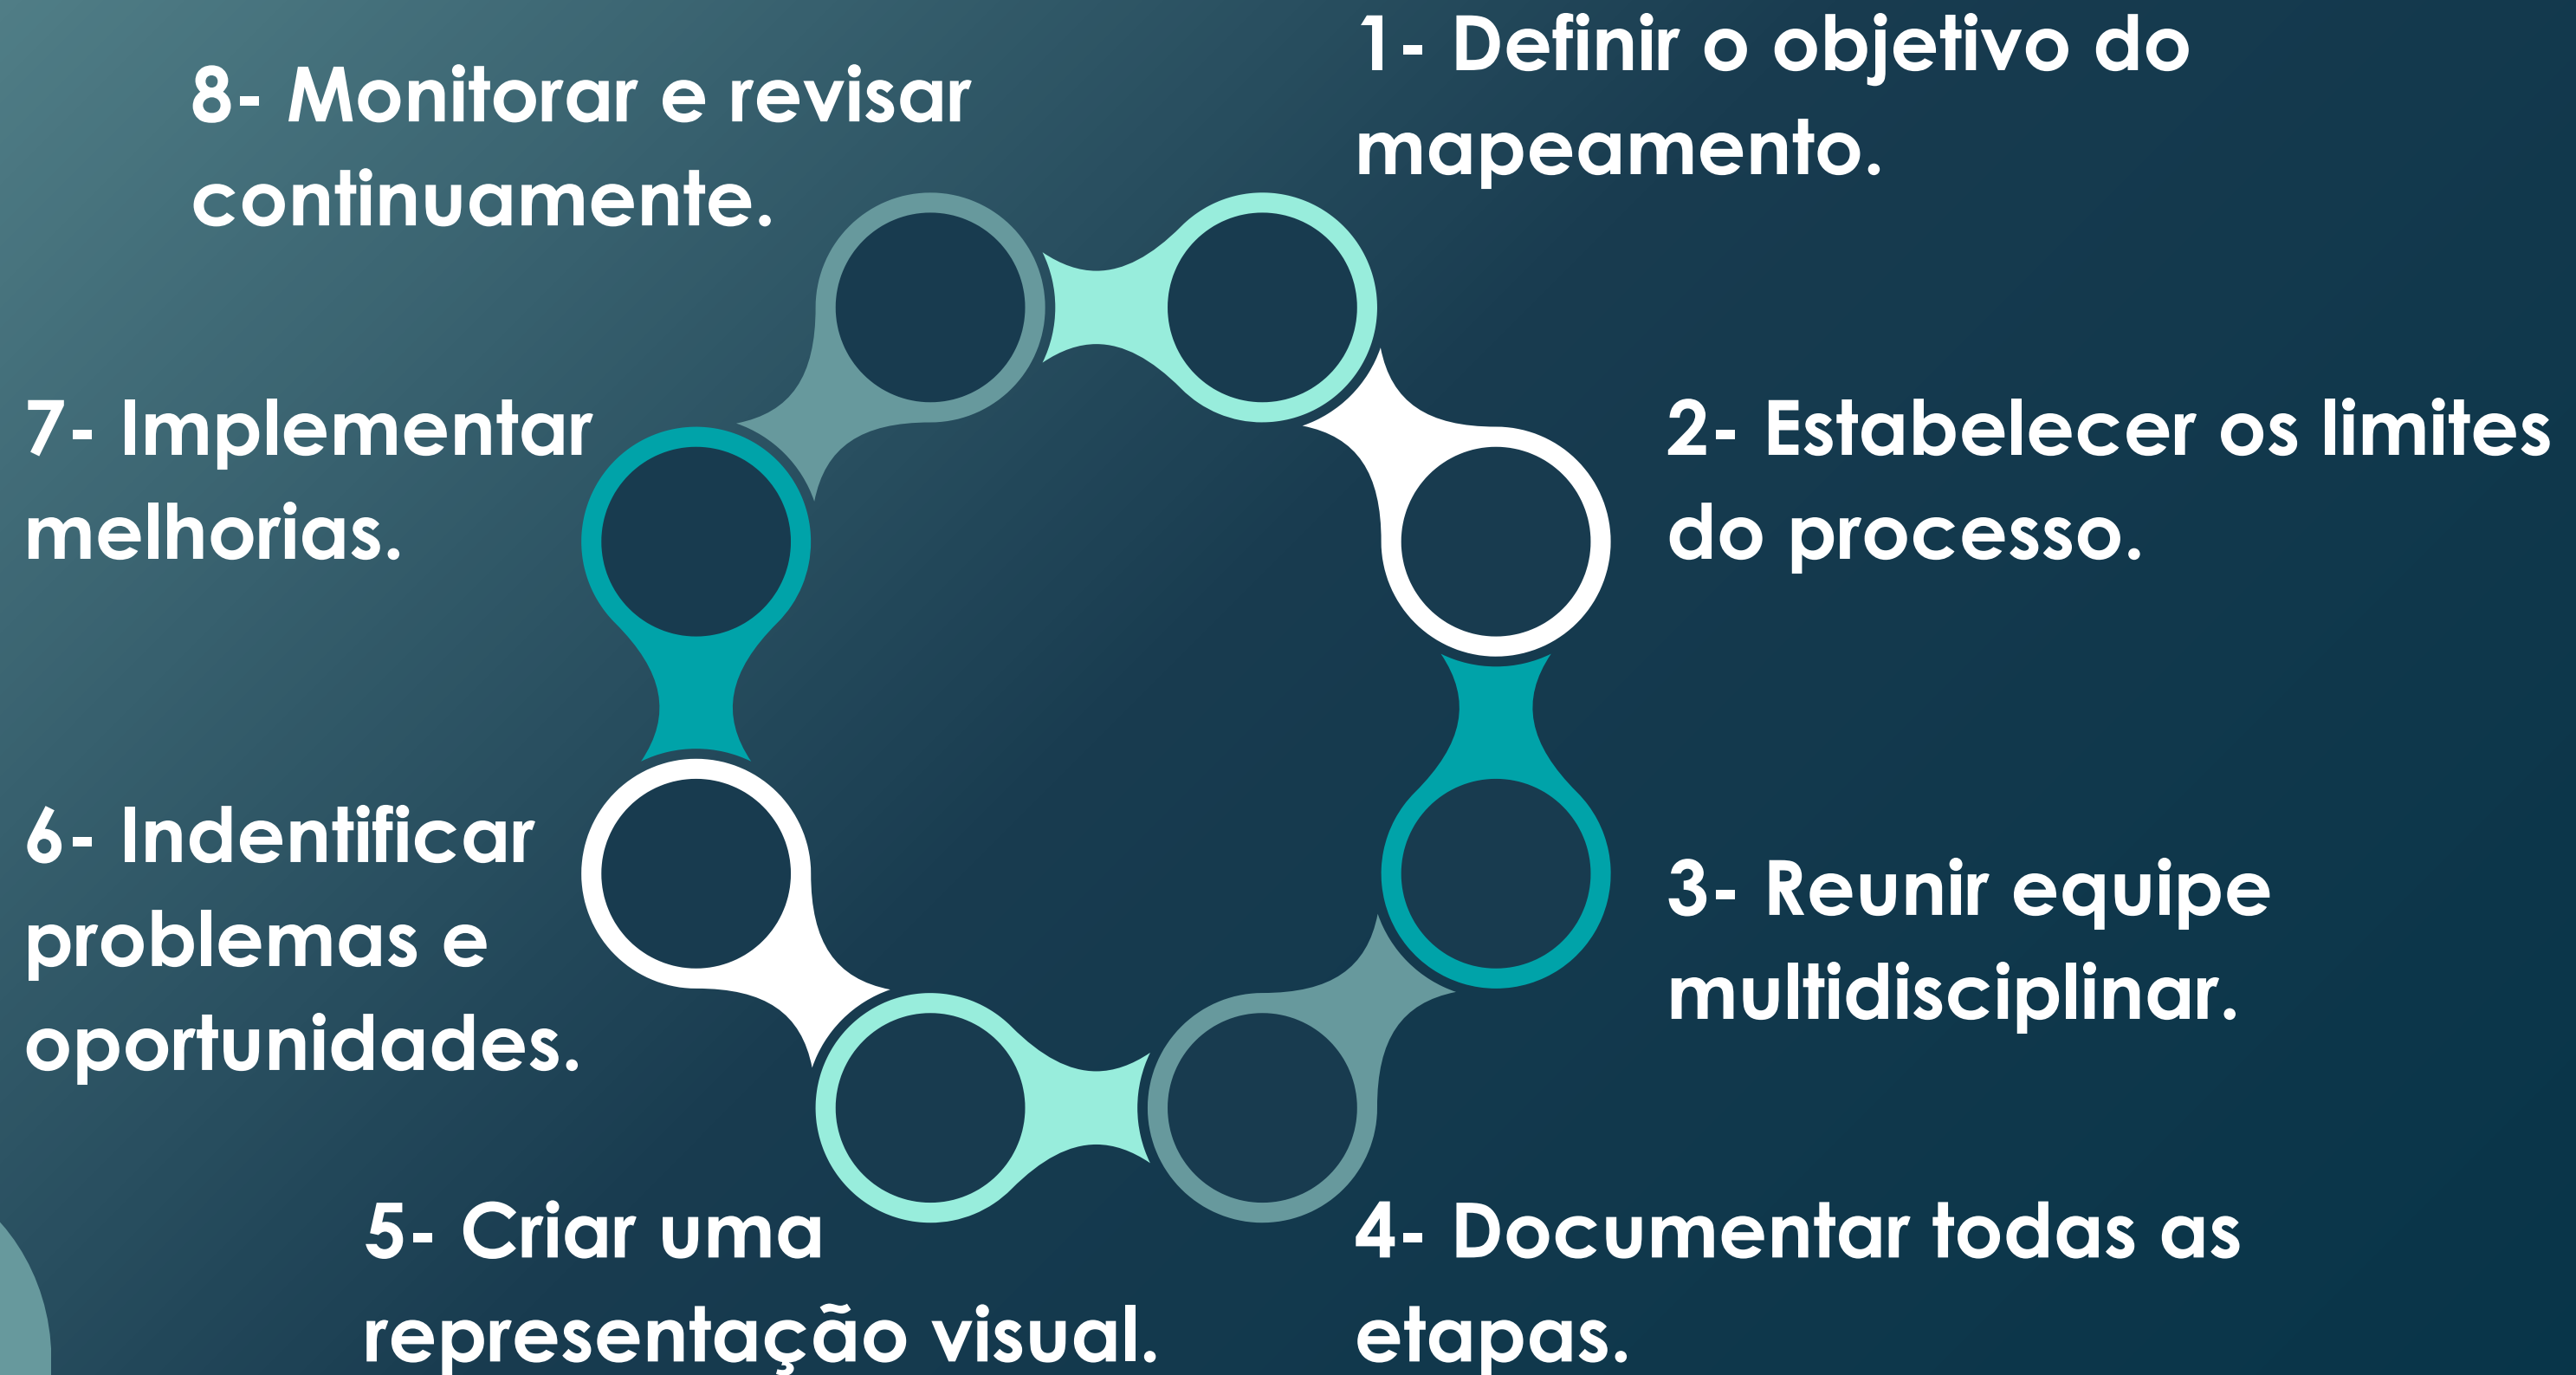 1- Definir o objetivo do
mapeamento.
2- Estabelecer os limites
do processo.
3- Reunir equipe
multidisciplinar.
4- Documentar todas as
etapas.
5- Criar uma
representação visual.
6- Indentificar
problemas e
oportunidades.
7- Implementar
melhorias.
8- Monitorar e revisar
continuamente.